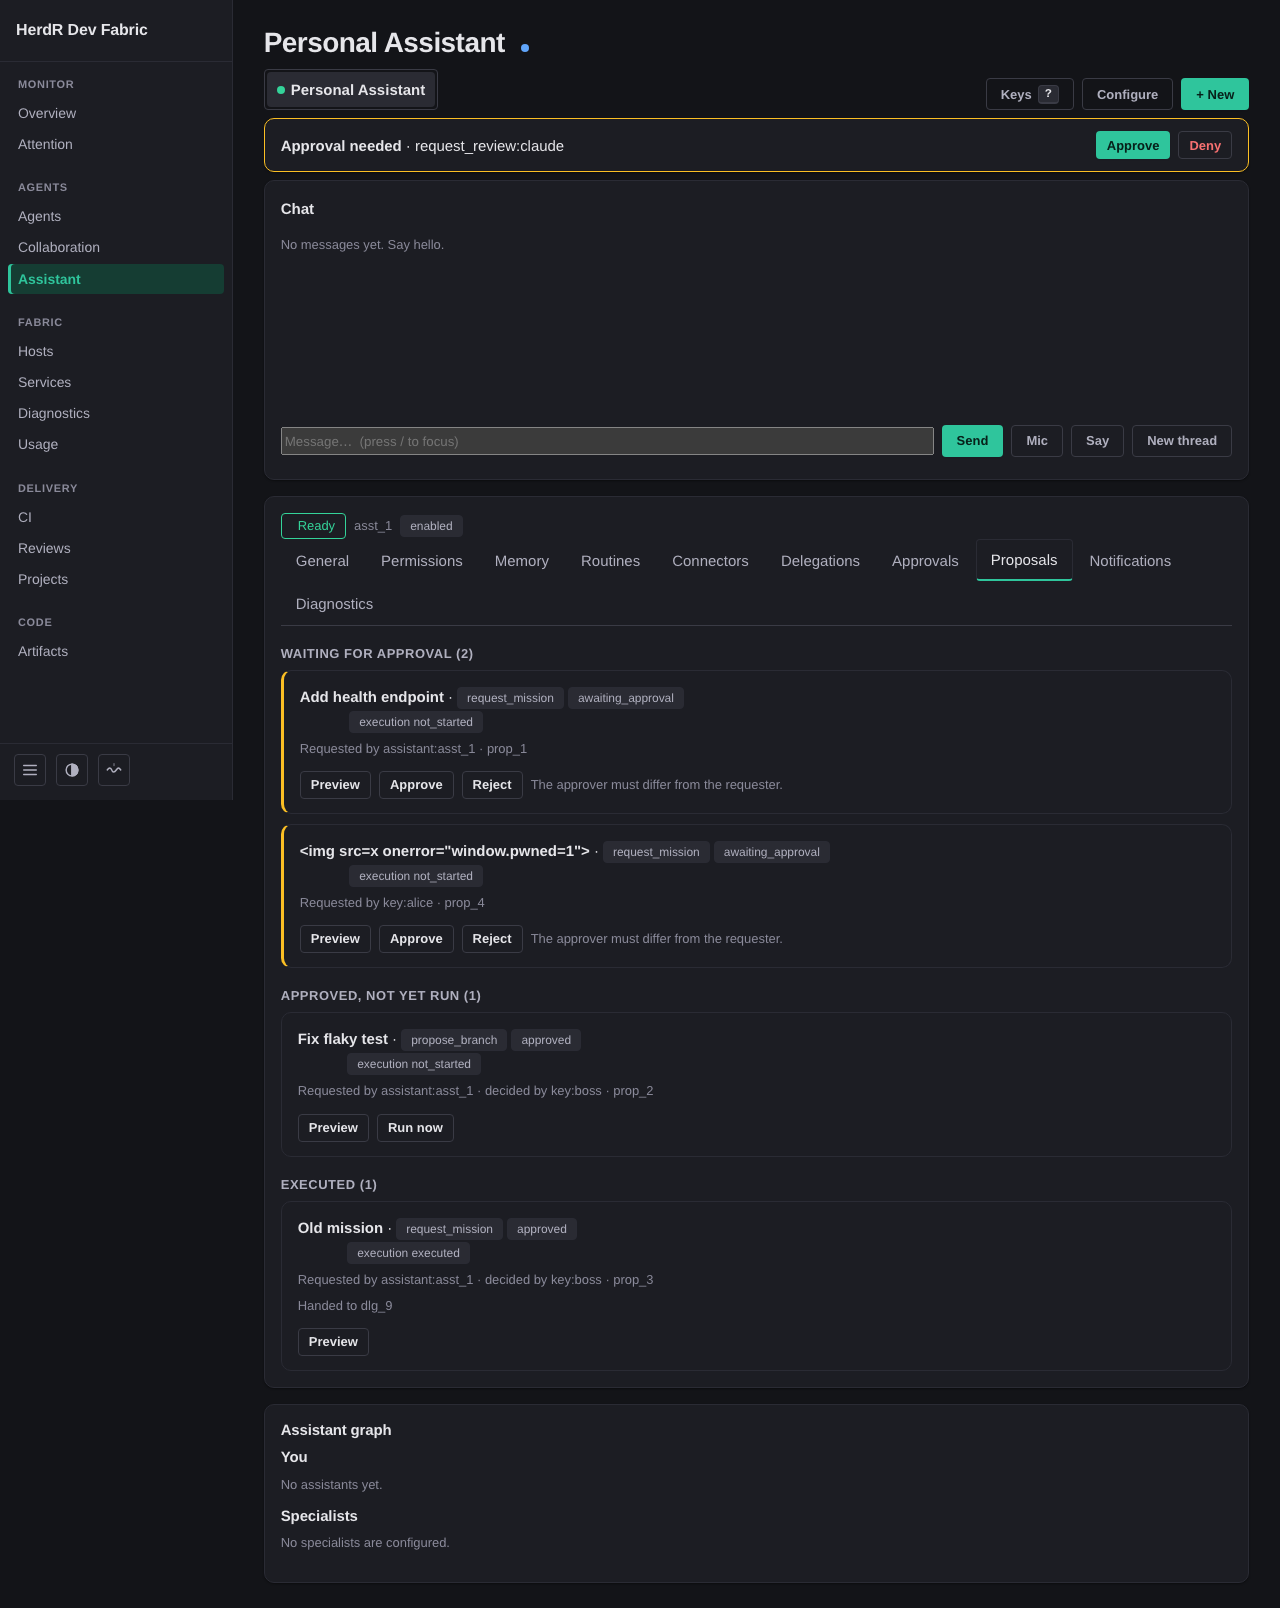 HerdR Dev Fabric
MONITOR
Overview
Attention
AGENTS
Agents
Collaboration
Assistant
FABRIC
Hosts
Services
Diagnostics
Usage
DELIVERY
CI
Reviews
Projects
CODE
Artifacts
Personal Assistant
Personal Assistant
Keys ? Configure + New
Approval needed · request_review:claude Approve Deny
Chat
No messages yet. Say hello.
Message… (press / to focus) Send Mic Say New thread
Ready asst_1 enabled
General Permissions Memory Routines Connectors Delegations Approvals Proposals Notifications
Diagnostics
WAITING FOR APPROVAL (2)
Add health endpoint · request_mission awaiting_approval
execution not_started
Requested by assistant:asst_1 · prop_1
Preview Approve Reject The approver must differ from the requester.
<img src=x onerror="window.pwned=1"> · request_mission awaiting_approval
execution not_started
Requested by key:alice · prop_4
Preview Approve Reject The approver must differ from the requester.
APPROVED, NOT YET RUN (1)
Fix flaky test · propose_branch approved
execution not_started
Requested by assistant:asst_1 · decided by key:boss · prop_2
Preview Run now
EXECUTED (1)
Old mission · request_mission approved
execution executed
Requested by assistant:asst_1 · decided by key:boss · prop_3
Handed to dlg_9
Preview
Assistant graph
You
No assistants yet.
Specialists
No specialists are configured.